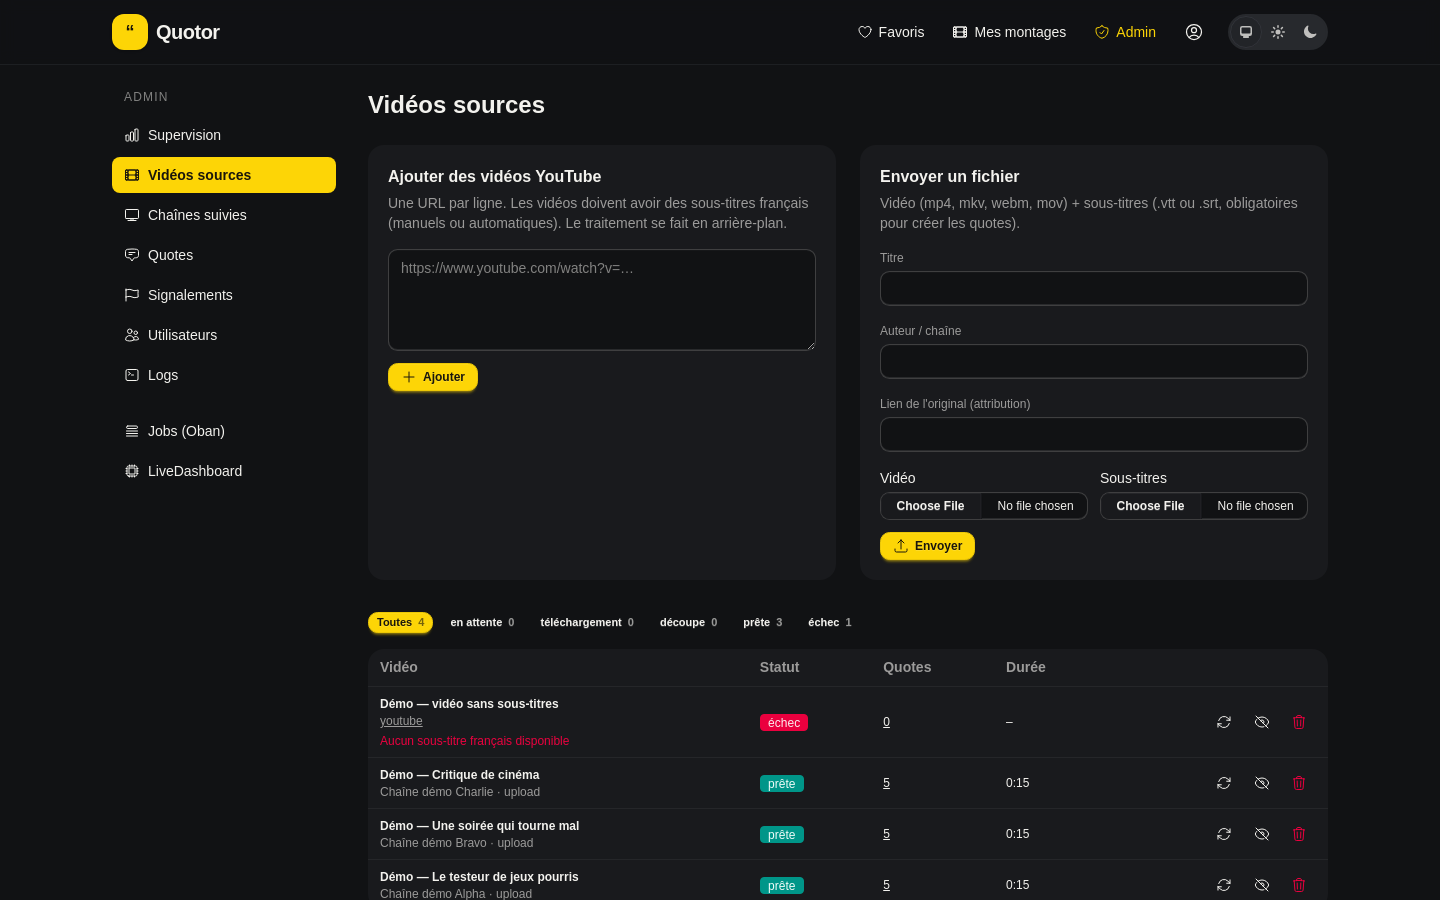 “ Quotor
Favoris
Mes montages
Admin
ADMIN
Supervision
Vidéos sources
Chaînes suivies
Quotes
Signalements
Utilisateurs
Logs
Jobs (Oban)
LiveDashboard
Vidéos sources
Ajouter des vidéos YouTube
Une URL par ligne. Les vidéos doivent avoir des sous-titres français
(manuels ou automatiques). Le traitement se fait en arrière-plan.
https://www.youtube.com/watch?v=…
Ajouter
Envoyer un fichier
Vidéo (mp4, mkv, webm, mov) + sous-titres (.vtt ou .srt, obligatoires
pour créer les quotes).
Titre
Auteur / chaîne
Lien de l'original (attribution)
Vidéo
Choose File No file chosen
Sous-titres
Choose File No file chosen
Envoyer
Toutes 4 en attente 0 téléchargement 0 découpe 0 prête 3 échec 1
Vidéo Statut Quotes Durée
Démo — vidéo sans sous-titres
youtube
Aucun sous-titre français disponible
échec 0 –
Démo — Critique de cinéma
Chaîne démo Charlie · upload
prête 5 0:15
Démo — Une soirée qui tourne mal
Chaîne démo Bravo · upload
prête 5 0:15
Démo — Le testeur de jeux pourris
Chaîne démo Alpha · upload
prête 5 0:15